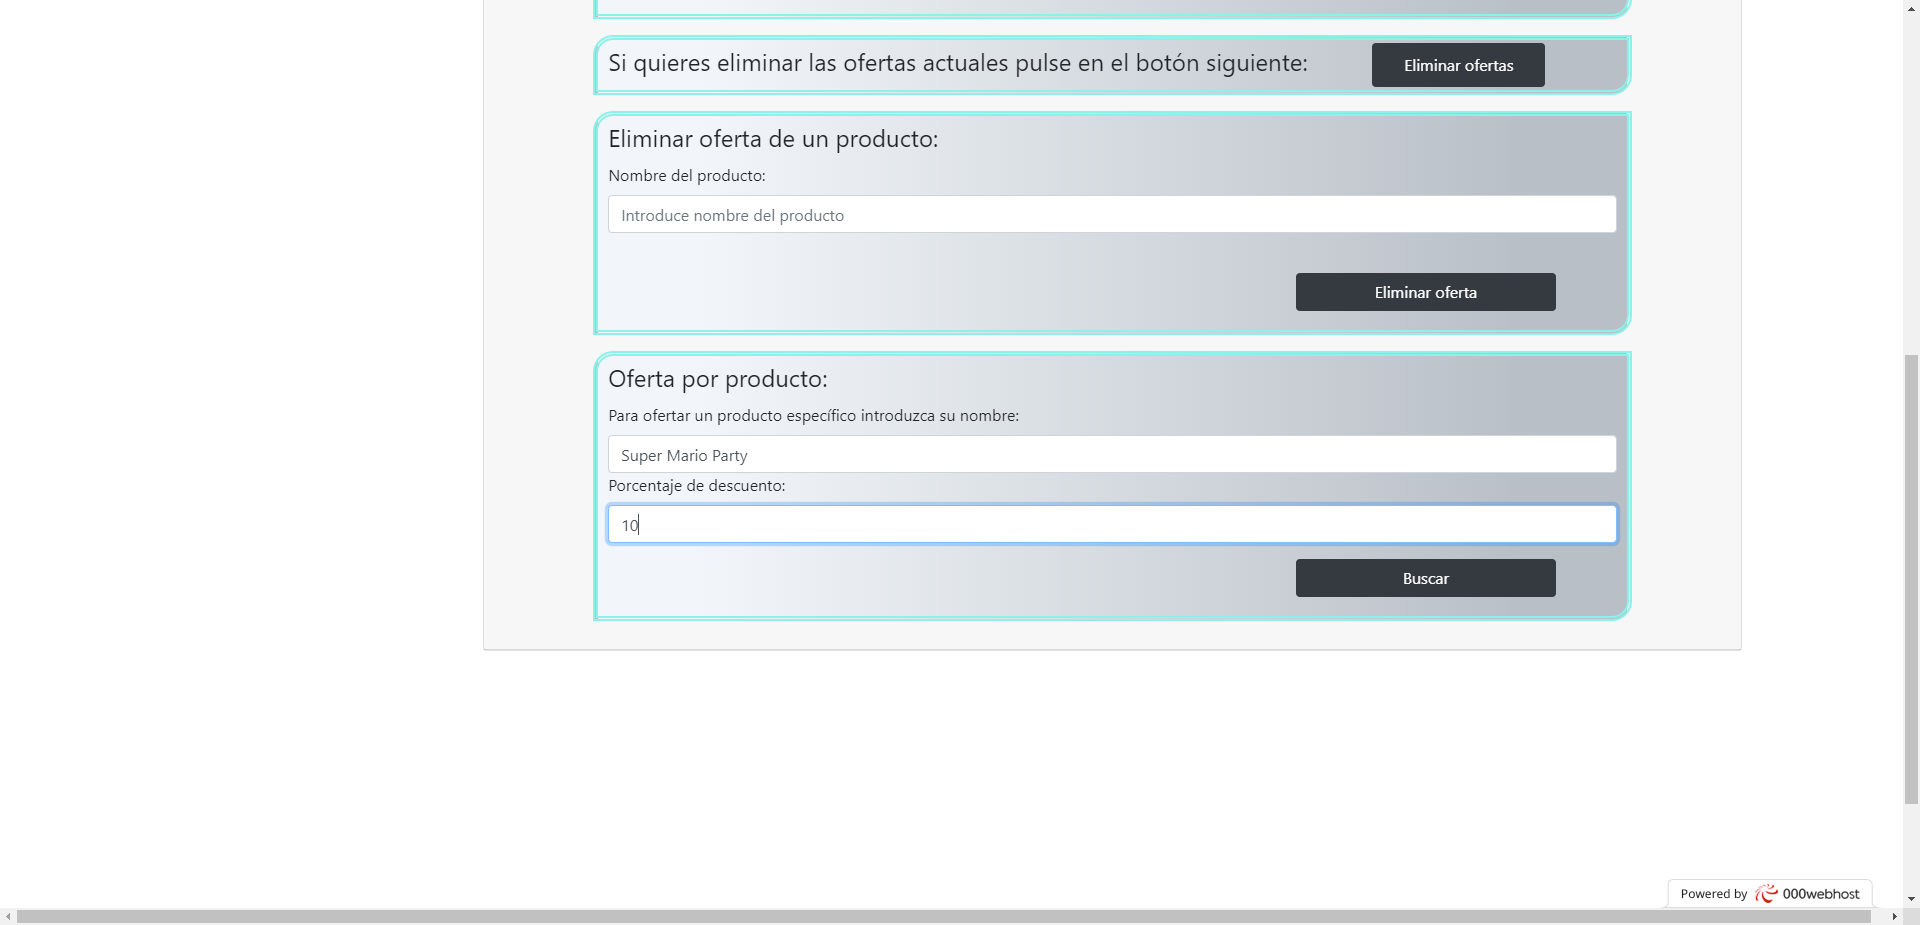 Si quieres eliminar las ofertas actuales pulse en el botón siguiente:
Eliminar ofertas
Eliminar oferta de un producto:
Nombre del producto:
Introduce nombre del producto
Eliminar oferta
Oferta por producto:
Para ofertar un producto específico introduzca su nombre:
Super Mario Party
Porcentaje de descuento:
10
Buscar
Powered by 000webhost